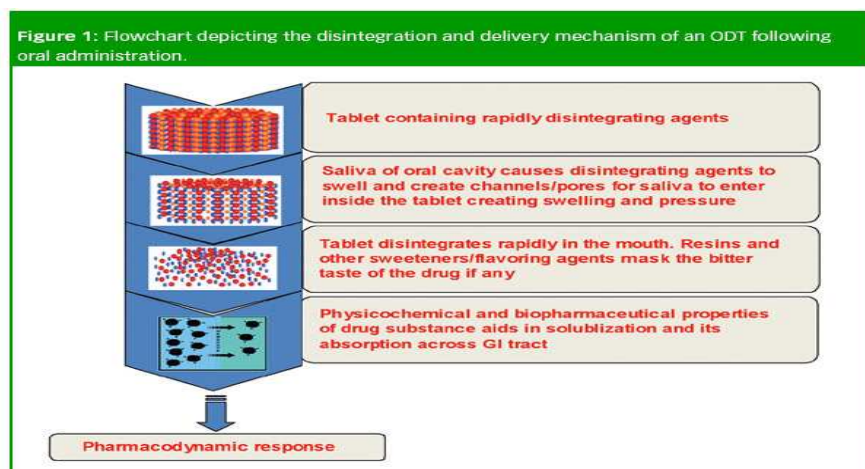 Figure 1: Flowchart depicting the disintegration and delivery mechanism of an ODT following
oral administration.
Tablet containing rapidly disintegrating agents
Saliva of oral cavity causes disintegrating agents to
swell and create channels/pores for saliva to enter
inside the tablet creating swelling and pressure
Tablet disintegrates rapidly in the mouth. Resins and
other sweeteners/flavoring agents mask the bitter
taste of the drug if any
Physicochemical and biopharmaceutical properties
of drug substance aids in solublization and its
absorption across GI tract
Pharmacodynamic response